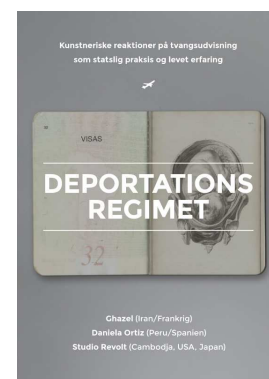 Kunstneriske reaktioner på tvangsudvisning
som statslig praksis og levet erfaring
VISAS
DEPORTATIONS
REGIMET
32
Ghazel (Iran/Frankrig)
Daniela Ortiz (Peru/Spanien)
Studio Revolt (Cambodja, USA, Japan)